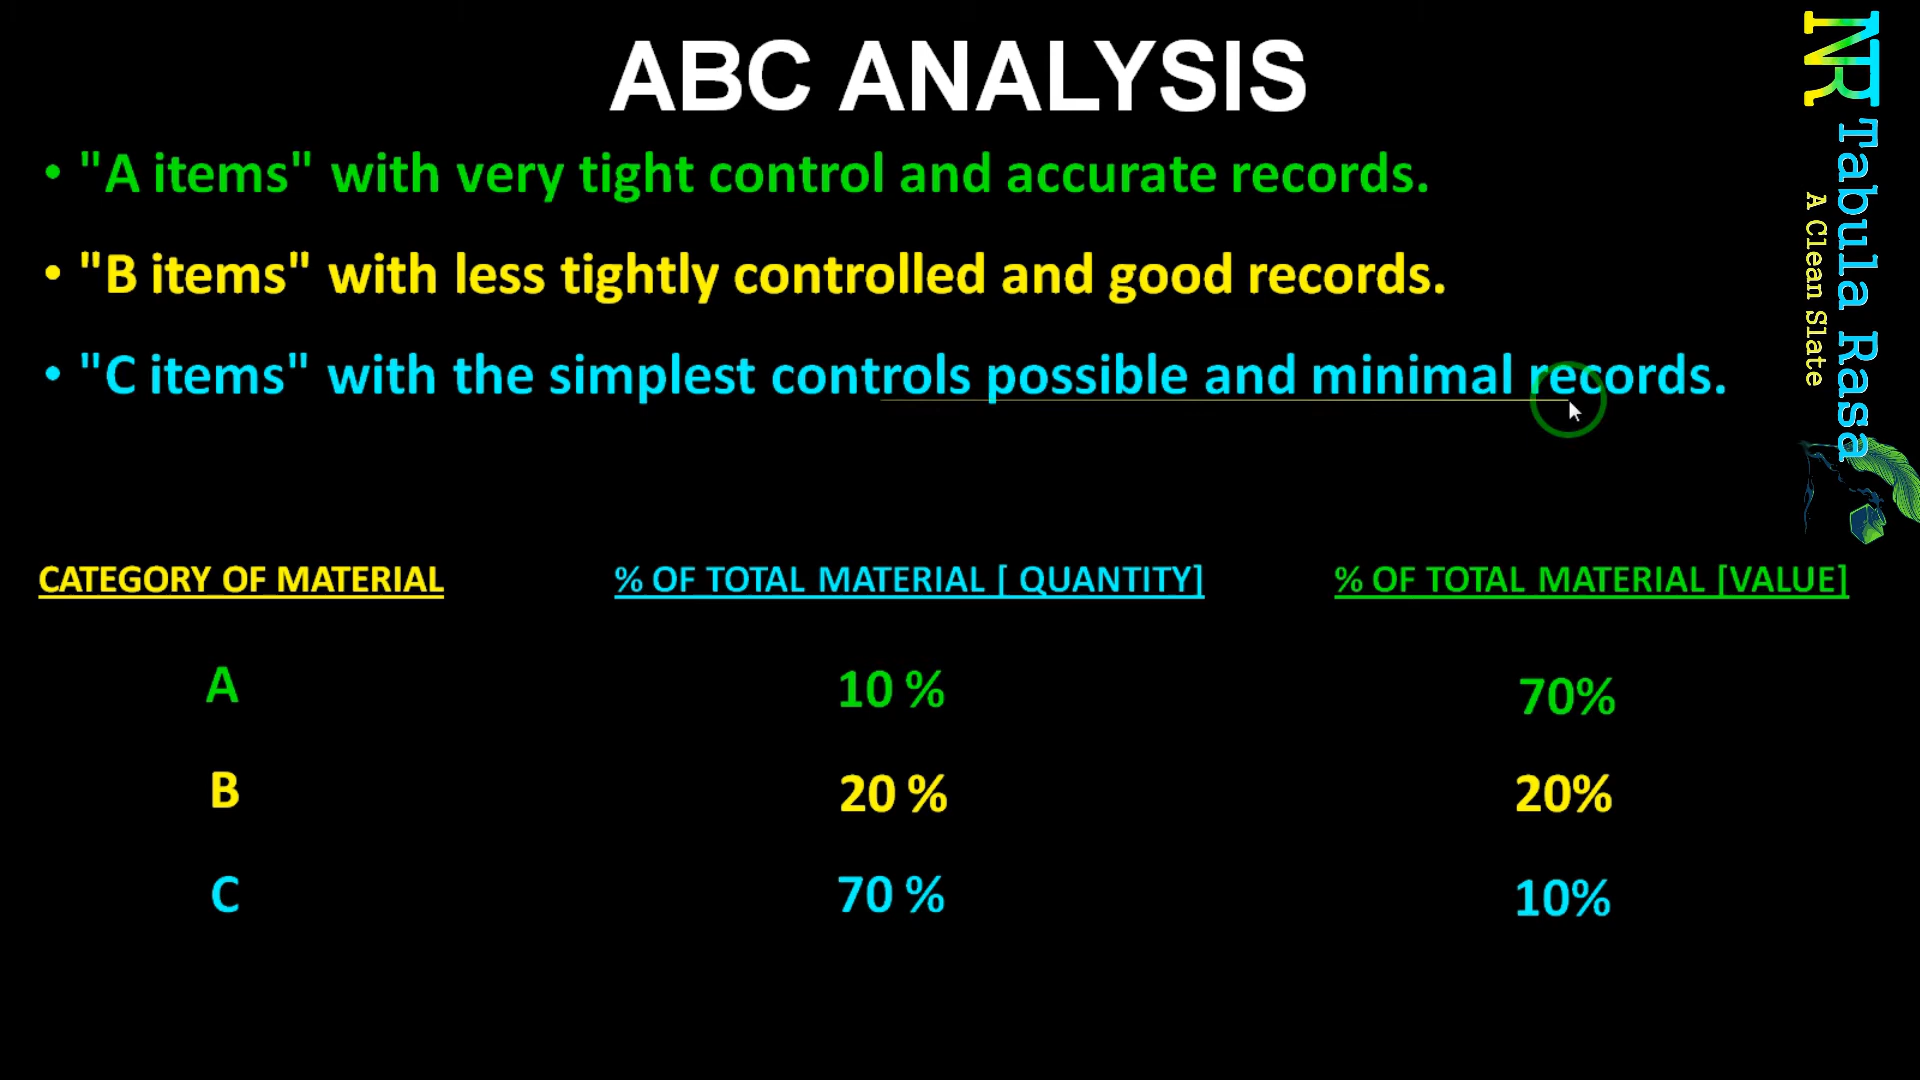 ABC ANALYSIS
• "A items" with very tight control and accurate records.
• "B items" with less tightly controlled and good records.
• "C items" with the simplest controls possible and minimal records.
CATEGORY OF MATERIAL % OF TOTAL MATERIAL [ QUANTITY] % OF TOTAL MATERIAL [VALUE]
A 10 % 70%
B 20 % 20%
C 70 % 10%
NR Tabula Rasa
A Clean Slate